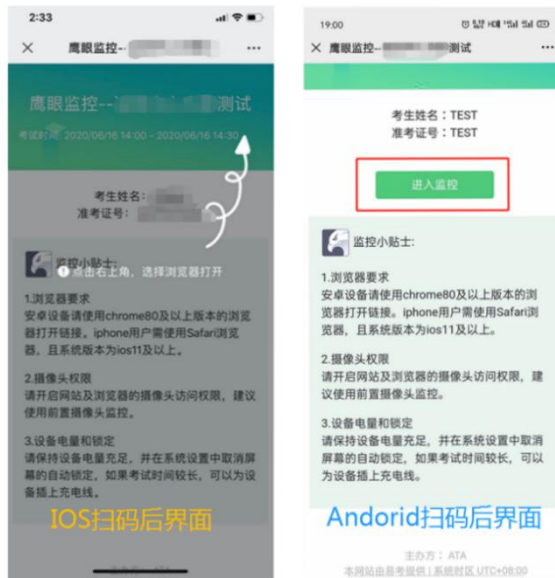 2:33
鹰眼监控--
鹰眼监控-- 测试
考试时间: 2020/06/16 14:00 - 2020/06/16 14:30
考生姓名:
准考证号:
监控小贴士:
点击右上角，选择浏览器打开
1.浏览器要求
安卓设备请使用chrome80及以上版本的浏览
器打开链接。iphone用户需使用Safari浏览
器，且系统版本为ios11及以上。
2.摄像头权限
请开启网站及浏览器的摄像头访问权限，建议
使用前置摄像头监控。
3.设备电量和锁定
请保持设备电量充足，并在系统设置中取消屏
幕的自动锁定，如果考试时间较长，可以为设
备插上充电线。
IOS扫码后界面
19:00
鹰眼监控-- 测试
考生姓名：TEST
准考证号：TEST
进入监控
监控小贴士:
1.浏览器要求
安卓设备请使用chrome80及以上版本的浏
览器打开链接。iphone用户需使用Safari浏
览器，且系统版本为ios11及以上。
2.摄像头权限
请开启网站及浏览器的摄像头访问权限，建
议使用前置摄像头监控。
3.设备电量和锁定
请保持设备电量充足，并在系统设置中取消
屏幕的自动锁定，如果考试时间较长，可以
为设备插上充电线。
Andorid扫码后界面
主办方：ATA
本网站由易考提供 | 系统时区 UTC+08:00